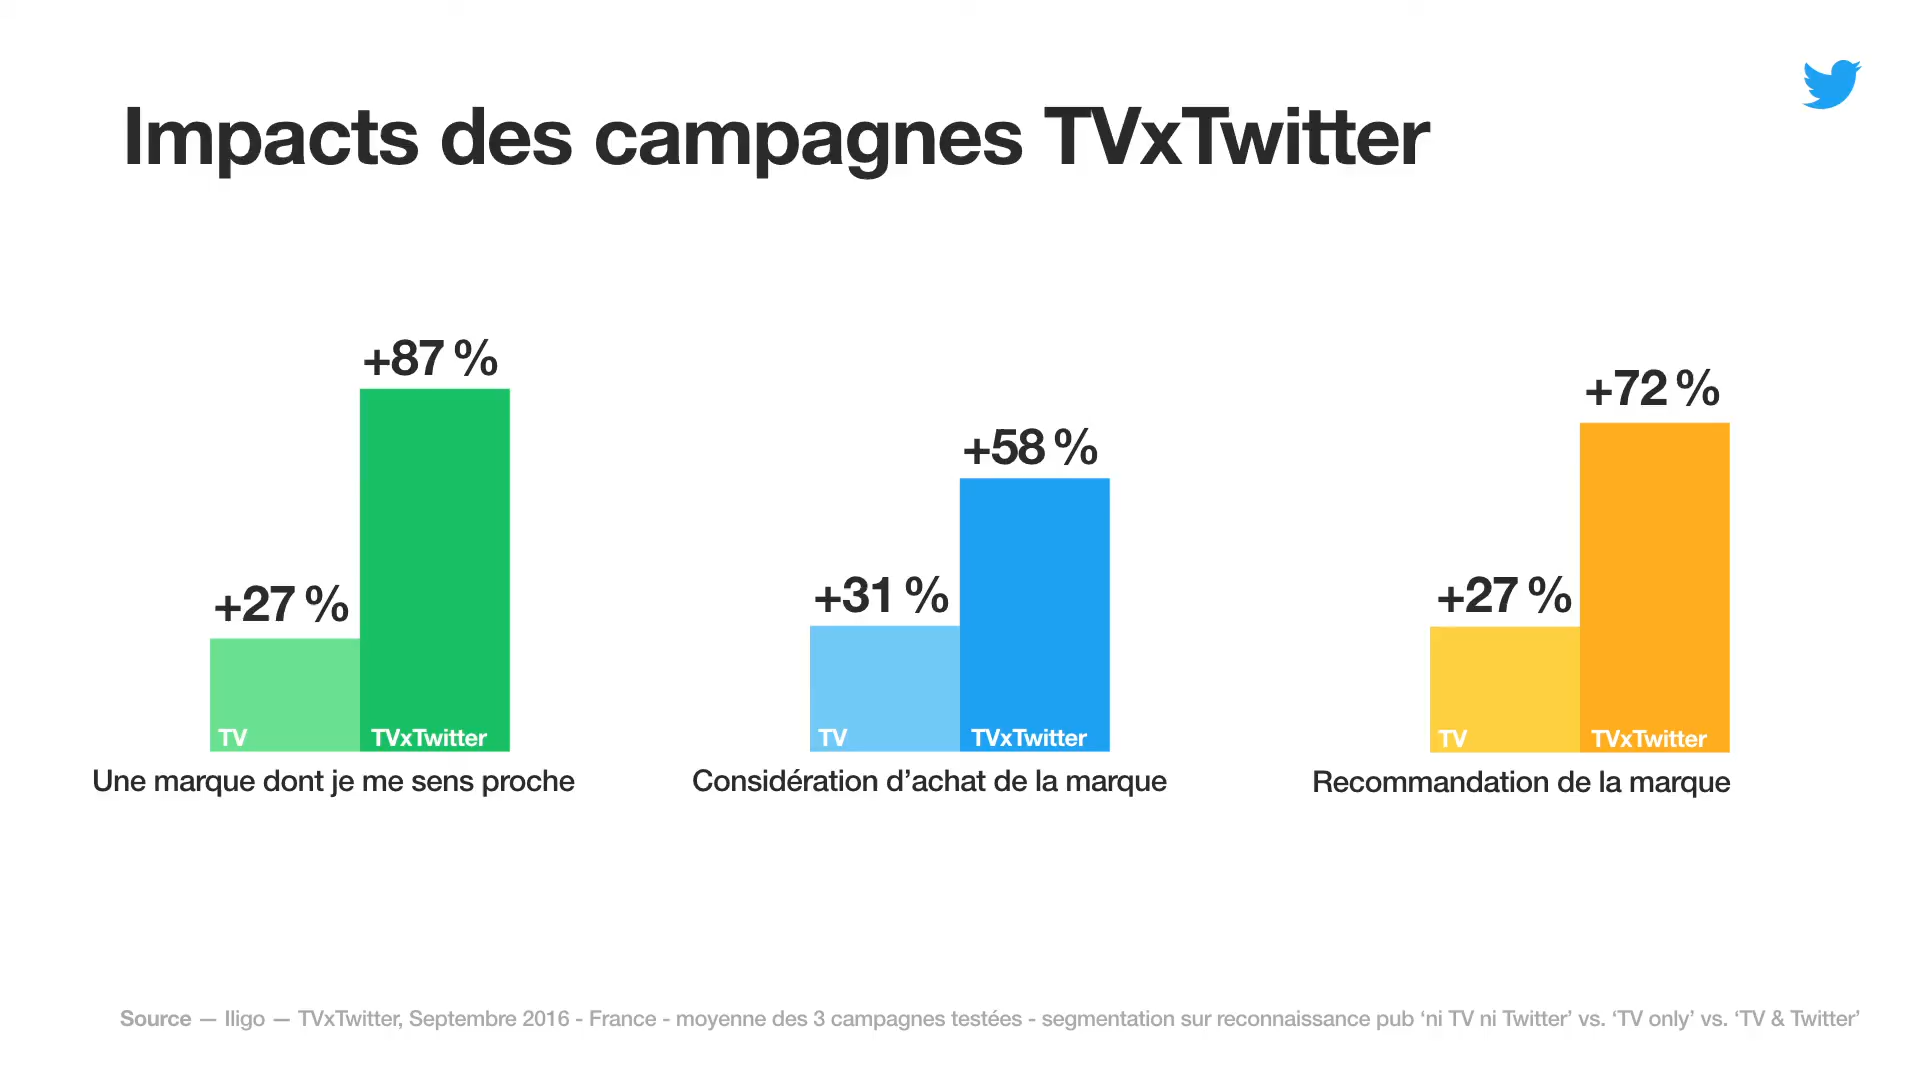 Impacts des campagnes TVxTwitter
+87 %
+27 %
TV
TVxTwitter
Une marque dont je me sens proche
+58 %
+31 %
TV
TVxTwitter
Considération d’achat de la marque
+72 %
+27 %
TV
TVxTwitter
Recommandation de la marque
Source — Iligo — TVxTwitter, Septembre 2016 - France - moyenne des 3 campagnes testées - segmentation sur reconnaissance pub ‘ni TV ni Twitter’ vs. ‘TV only’ vs. ‘TV & Twitter’